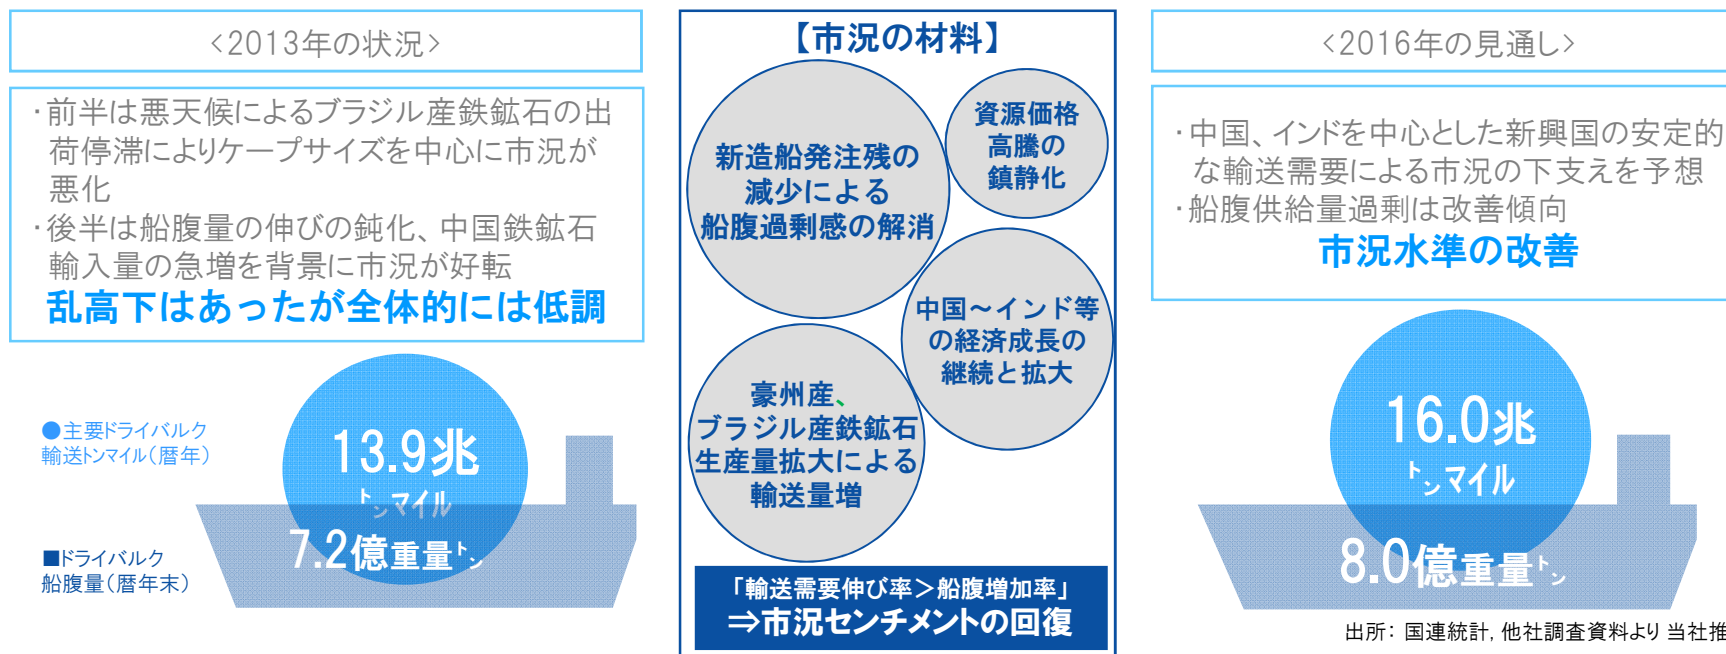 <2013年の状況>
・前半は悪天候によるブラジル産鉄鉱石の出
荷停滞によりケープサイズを中心に市況が
悪化
・後半は船腹量の伸びの鈍化、中国鉄鉱石
輸入量の急増を背景に市況が好転
乱高下はあったが全体的には低調
●主要ドライバルク
輸送トンマイル(暦年)
13.9兆
トンマイル
7.2億重量トン
■ドライバルク
船腹量(暦年末)
【市況の材料】
新造船発注残の
減少による
船腹過剰感の解消
資源価格
高騰の
鎮静化
中国～インド等
の経済成長の
継続と拡大
豪州産、
ブラジル産鉄鉱石
生産量拡大による
輸送量増
「輸送需要伸び率＞船腹増加率」
⇒市況センチメントの回復
<2016年の見通し>
・中国、インドを中心とした新興国の安定的
な輸送需要による市況の下支えを予想
・船腹供給量過剰は改善傾向
市況水準の改善
16.0兆
トンマイル
8.0億重量トン
出所： 国連統計, 他社調査資料より 当社推